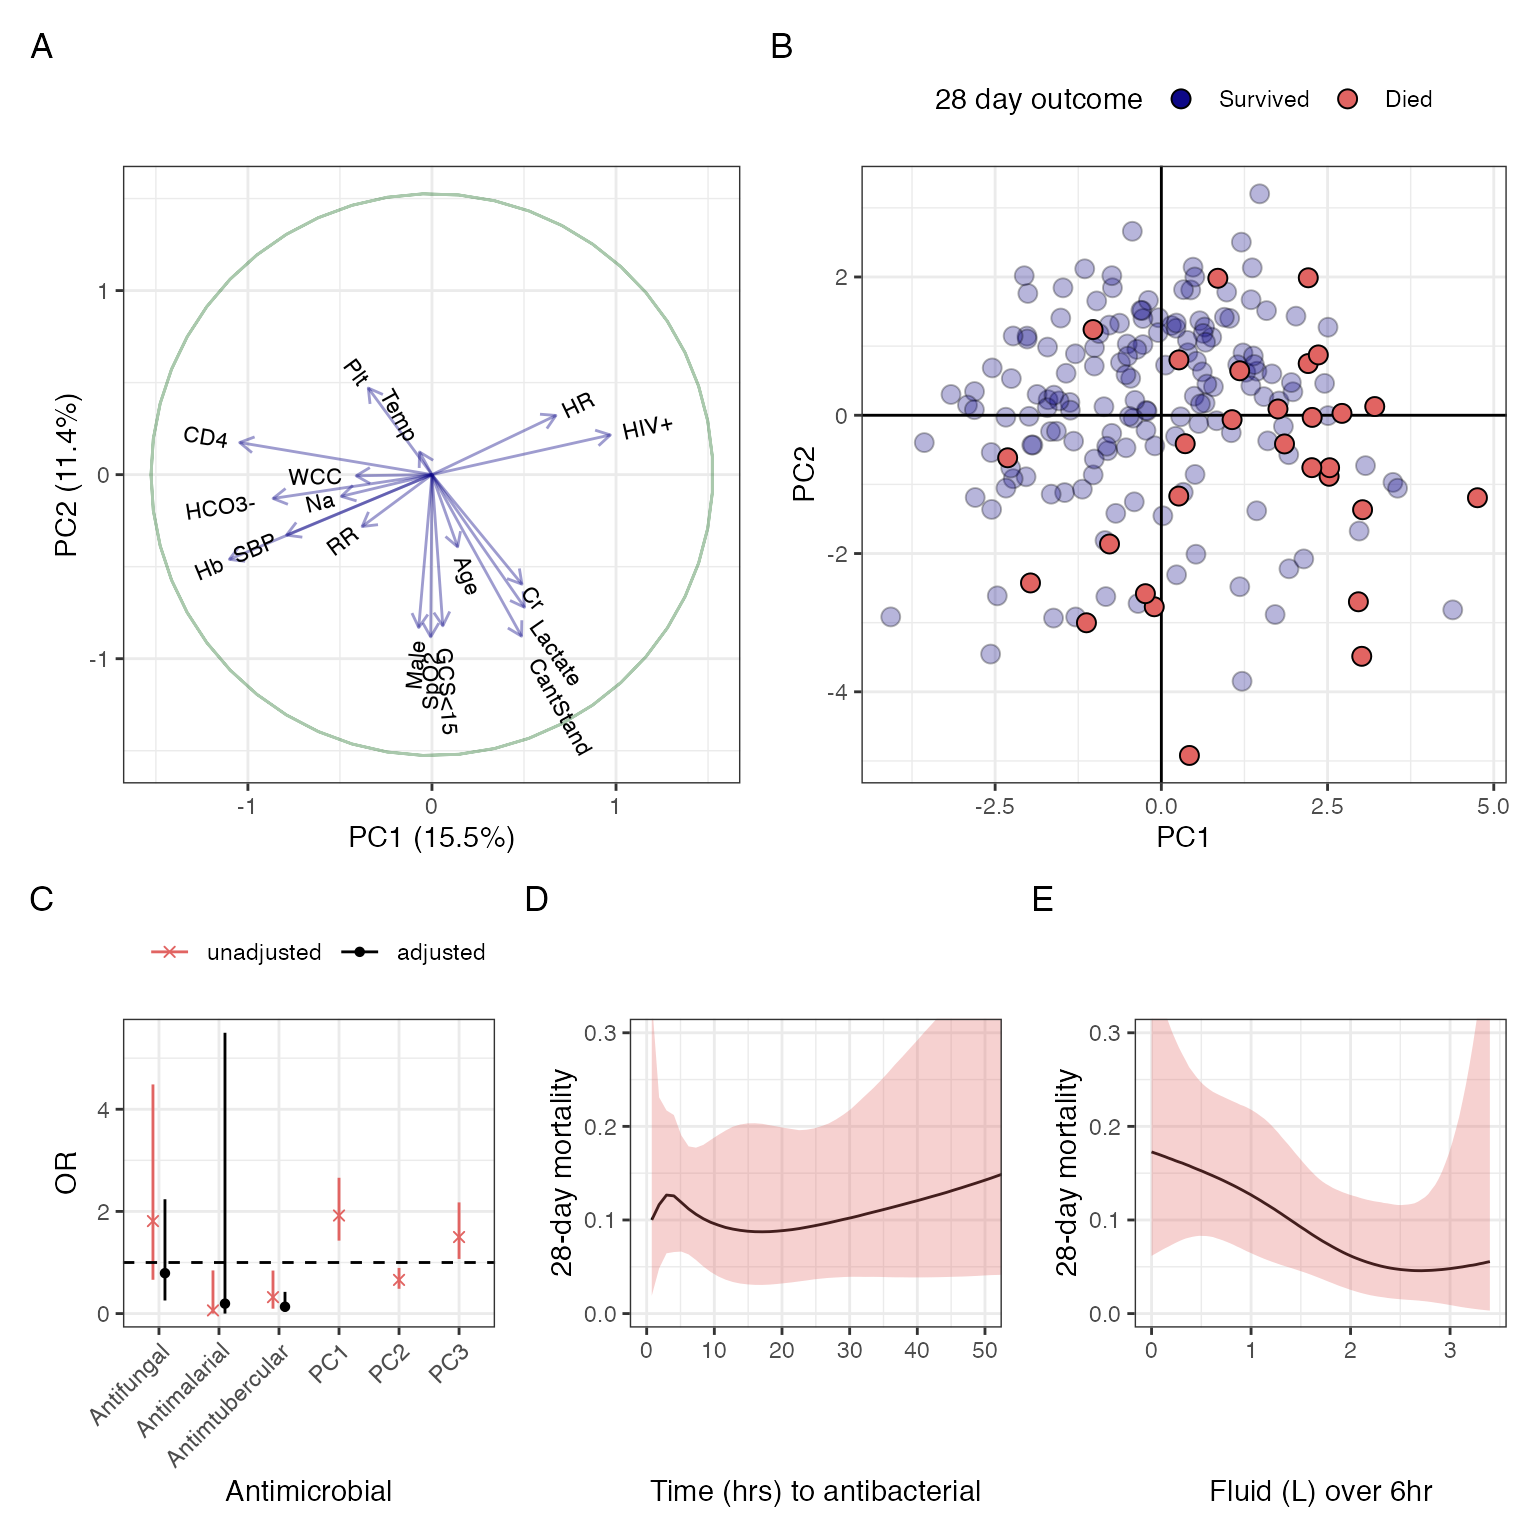 A
B
28 day outcome
Survived
Died
PC2 (11.4%)
1
0
-1
Plt
Temp
HR
HIV+
CD4
WCC
HCO3-
Na
SBP
Hb
RR
Age
Cr
Lactate
CantStand
Male
SpO2
GCS<15
-1
0
1
PC1 (15.5%)
PC2
2
0
-2
-4
-2.5
0.0
2.5
5.0
PC1
C
unadjusted
adjusted
OR
4
2
0
Antifungal
Antimalarial
Antimtubercular
PC1
PC2
PC3
Antimicrobial
D
28-day mortality
0.3
0.2
0.1
0.0
0
10
20
30
40
50
Time (hrs) to antibacterial
E
28-day mortality
0.3
0.2
0.1
0.0
0
1
2
3
Fluid (L) over 6hr